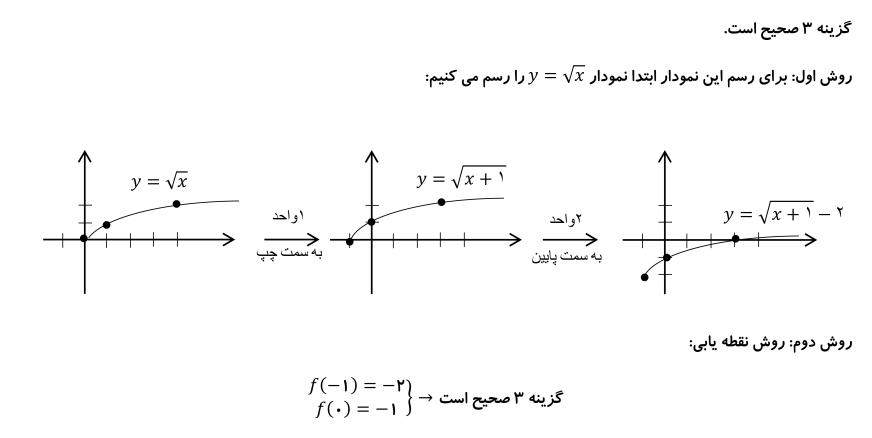 گزینه ۳ صحیح است.
روش اول: برای رسم این نمودار ابتدا نمودار y = √x را رسم می کنیم:
y = √x
۱واحد
به سمت چپ
y = √(x + ۱)
۲واحد
به سمت پایین
y = √(x + ۱) − ۲
روش دوم: روش نقطه یابی:
f(−۱) = −۲
f(۰) = −۱
} → گزینه ۳ صحیح است